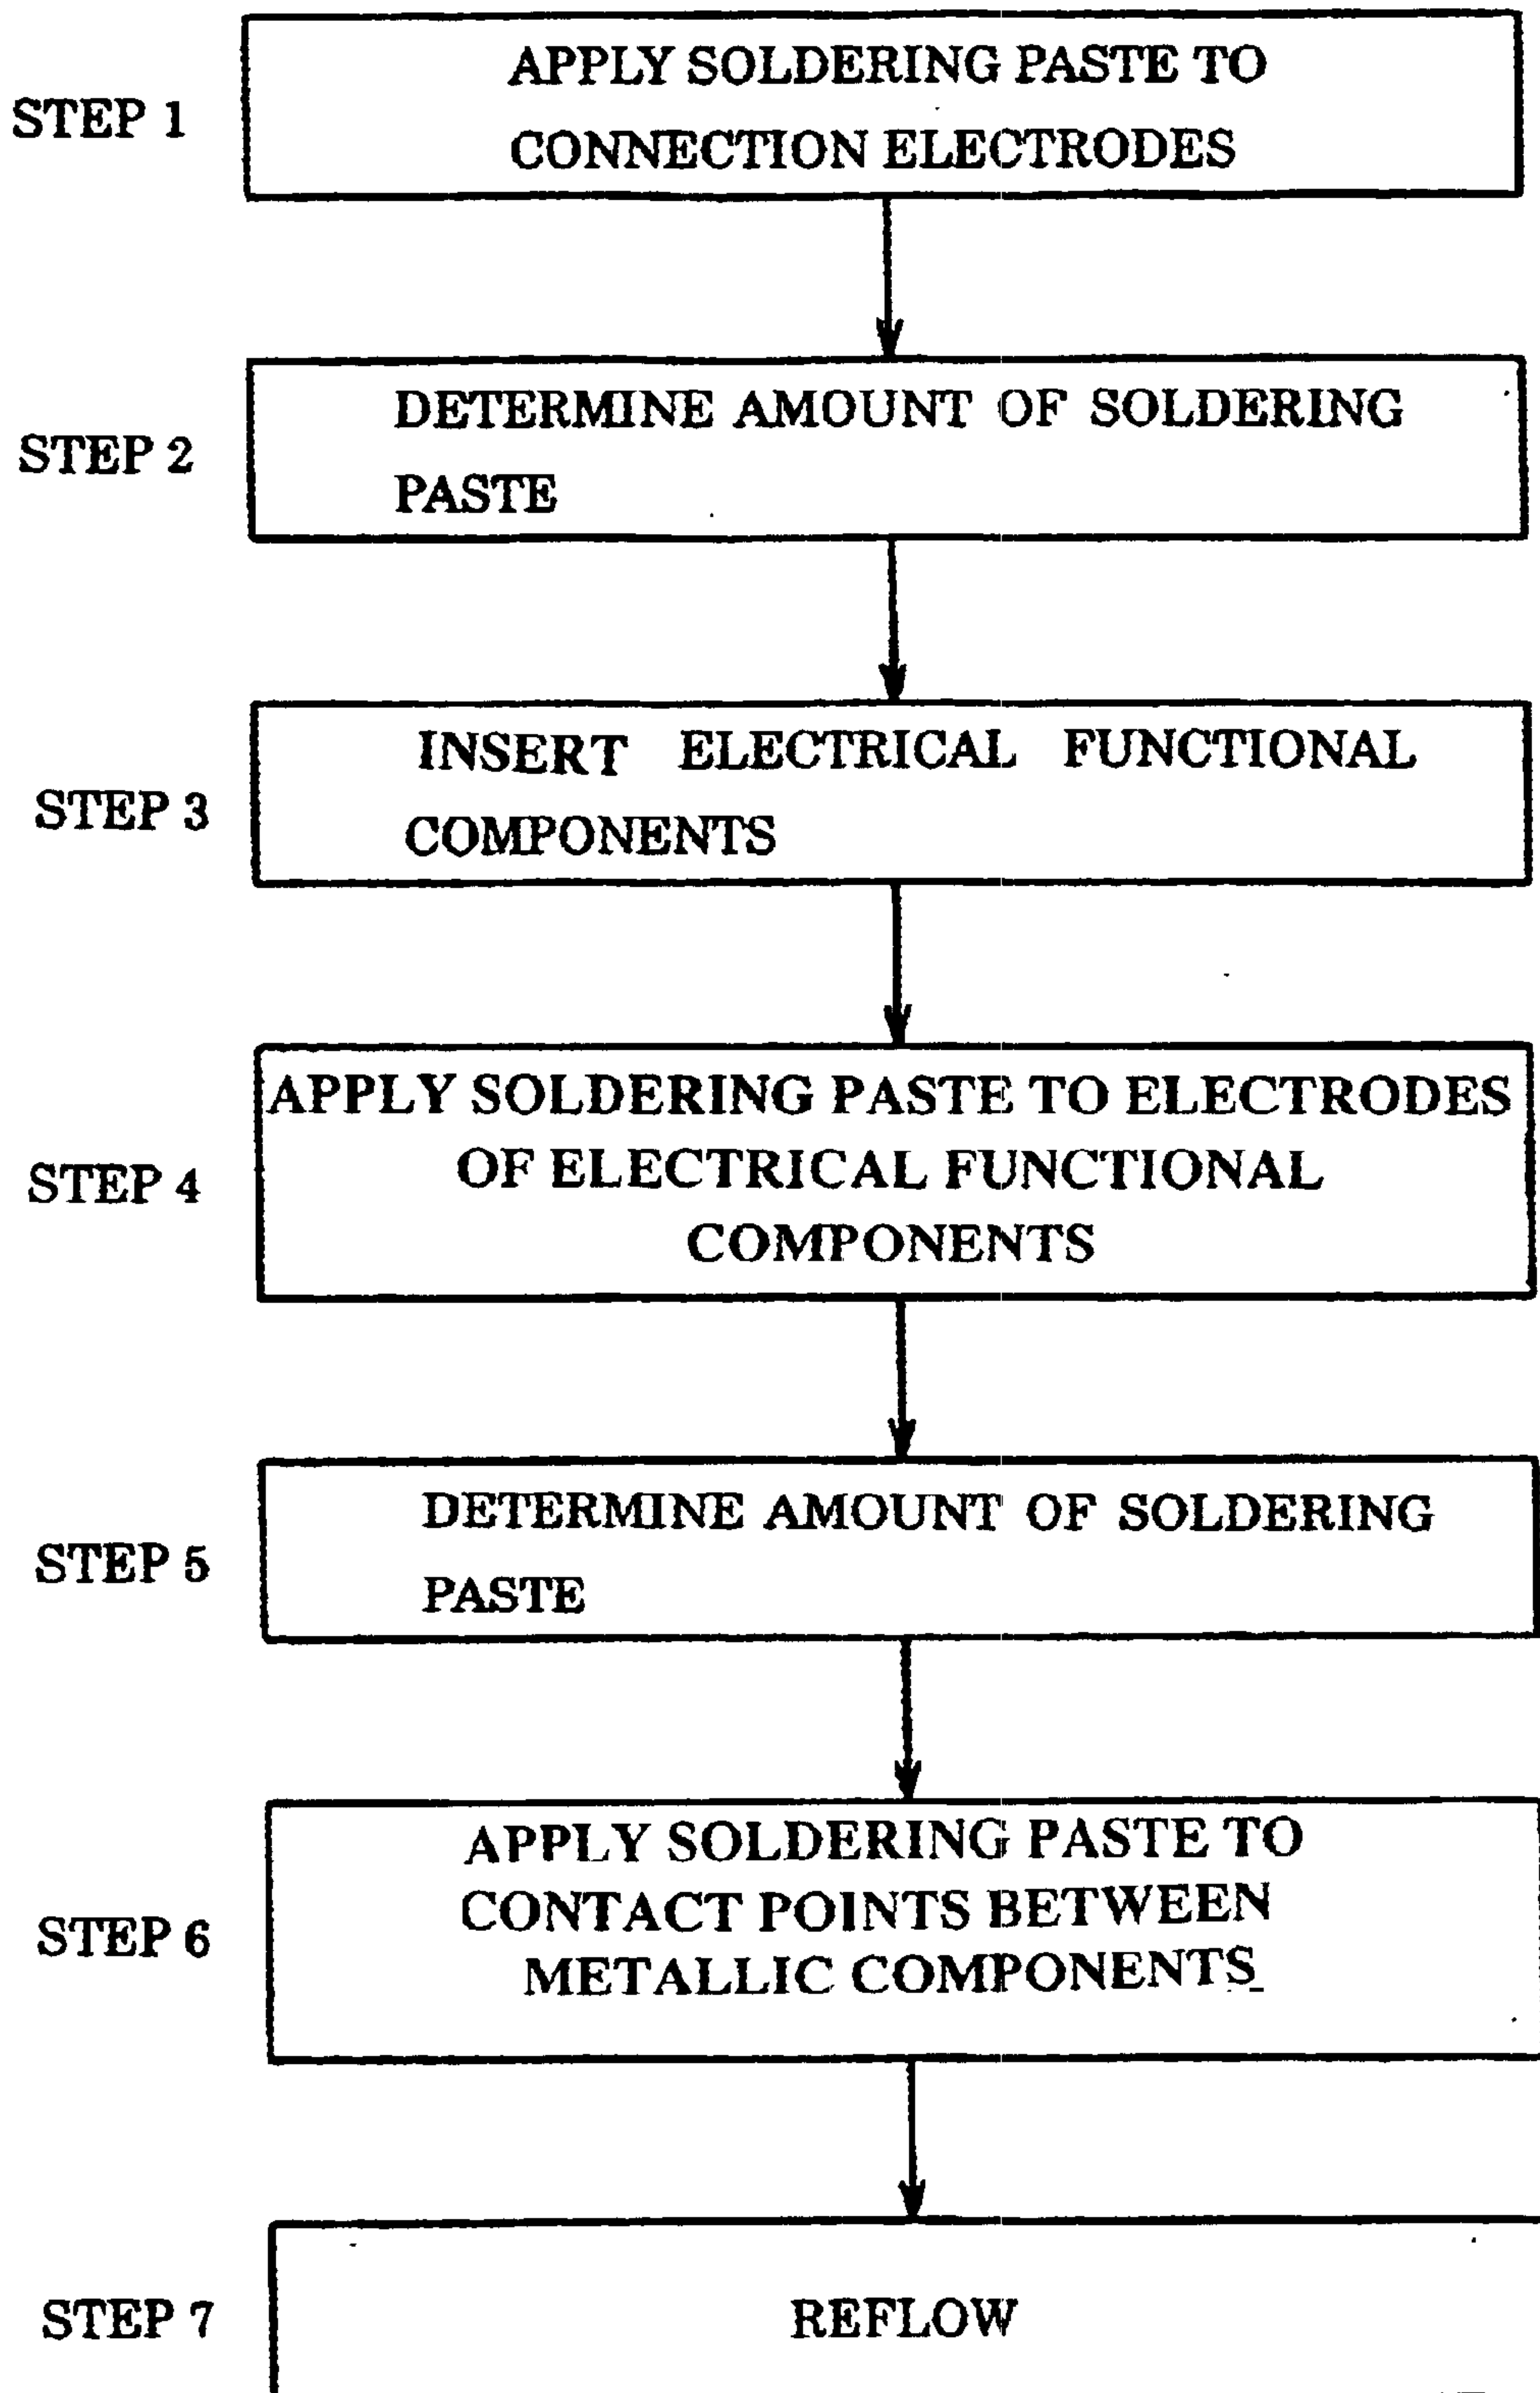 STEP 1
APPLY SOLDERING PASTE TO
CONNECTION ELECTRODES
STEP 2
DETERMINE AMOUNT OF SOLDERING
PASTE
STEP 3
INSERT ELECTRICAL FUNCTIONAL
COMPONENTS
STEP 4
APPLY SOLDERING PASTE TO ELECTRODES
OF ELECTRICAL FUNCTIONAL
COMPONENTS
STEP 5
DETERMINE AMOUNT OF SOLDERING
PASTE
STEP 6
APPLY SOLDERING PASTE TO
CONTACT POINTS BETWEEN
METALLIC COMPONENTS
STEP 7
REFLOW